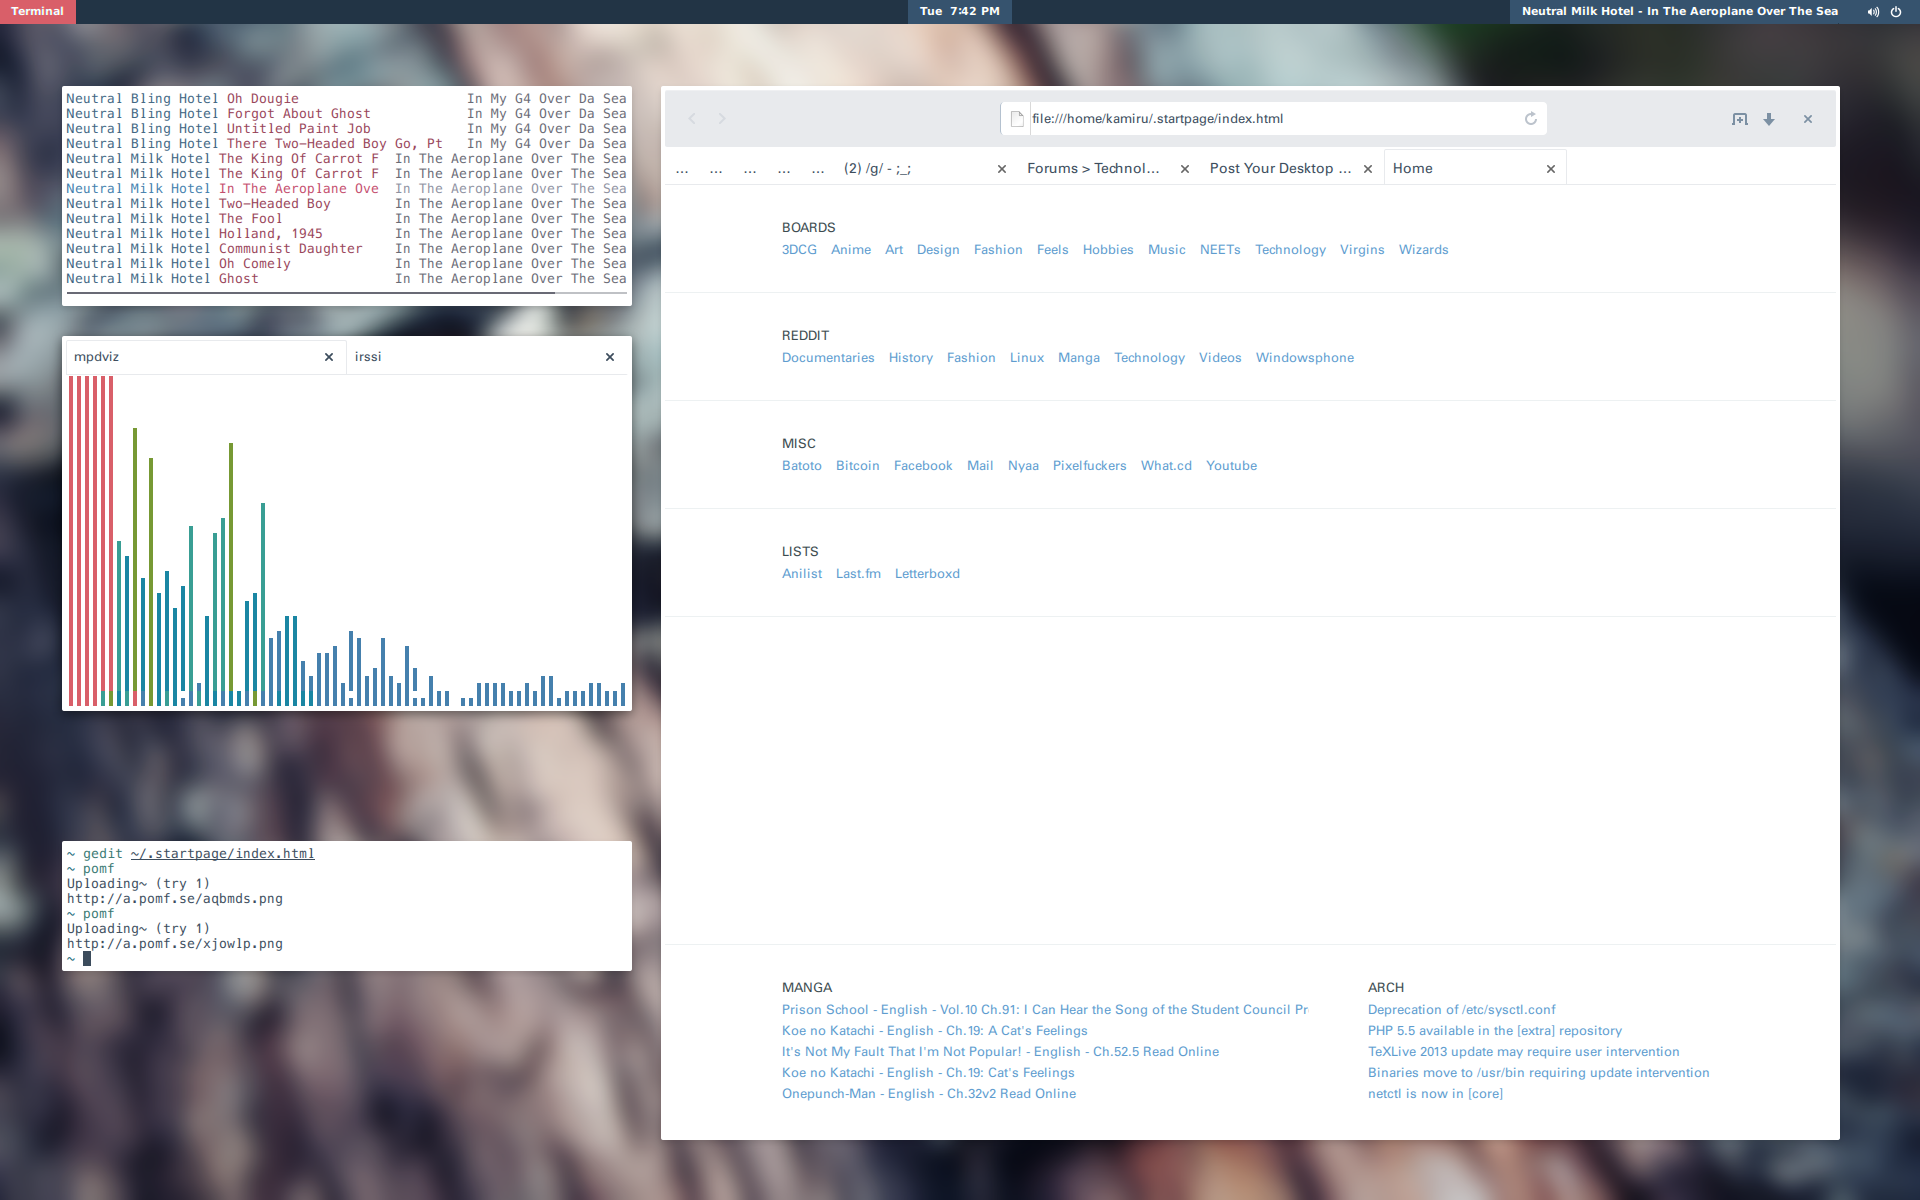 Terminal
Tue 7:42 PM
Neutral Milk Hotel - In The Aeroplane Over The Sea
Neutral Bling Hotel Oh Dougie In My G4 Over Da Sea
Neutral Bling Hotel Forgot About Ghost In My G4 Over Da Sea
Neutral Bling Hotel Untitled Paint Job In My G4 Over Da Sea
Neutral Bling Hotel There Two-Headed Boy Go, Pt In My G4 Over Da Sea
Neutral Milk Hotel The King Of Carrot F In The Aeroplane Over The Sea
Neutral Milk Hotel The King Of Carrot F In The Aeroplane Over The Sea
Neutral Milk Hotel In The Aeroplane Ove In The Aeroplane Over The Sea
Neutral Milk Hotel Two-Headed Boy In The Aeroplane Over The Sea
Neutral Milk Hotel The Fool In The Aeroplane Over The Sea
Neutral Milk Hotel Holland, 1945 In The Aeroplane Over The Sea
Neutral Milk Hotel Communist Daughter In The Aeroplane Over The Sea
Neutral Milk Hotel Oh Comely In The Aeroplane Over The Sea
Neutral Milk Hotel Ghost In The Aeroplane Over The Sea
mpdviz
irssi
~ gedit ~/.startpage/index.html
~ pomf
Uploading~ (try 1)
http://a.pomf.se/aqbmds.png
~ pomf
Uploading~ (try 1)
http://a.pomf.se/xjowlp.png
~
file:///home/kamiru/.startpage/index.html
... ... ... ... ... (2) /g/ - ;_; Forums > Technol... Post Your Desktop ... Home
BOARDS
3DCG Anime Art Design Fashion Feels Hobbies Music NEETs Technology Virgins Wizards
REDDIT
Documentaries History Fashion Linux Manga Technology Videos Windowsphone
MISC
Batoto Bitcoin Facebook Mail Nyaa Pixelfuckers What.cd Youtube
LISTS
Anilist Last.fm Letterboxd
MANGA
Prison School - English - Vol.10 Ch.91: I Can Hear the Song of the Student Council Pr
Koe no Katachi - English - Ch.19: A Cat's Feelings
It's Not My Fault That I'm Not Popular! - English - Ch.52.5 Read Online
Koe no Katachi - English - Ch.19: Cat's Feelings
Onepunch-Man - English - Ch.32v2 Read Online
ARCH
Deprecation of /etc/sysctl.conf
PHP 5.5 available in the [extra] repository
TeXLive 2013 update may require user intervention
Binaries move to /usr/bin requiring update intervention
netctl is now in [core]